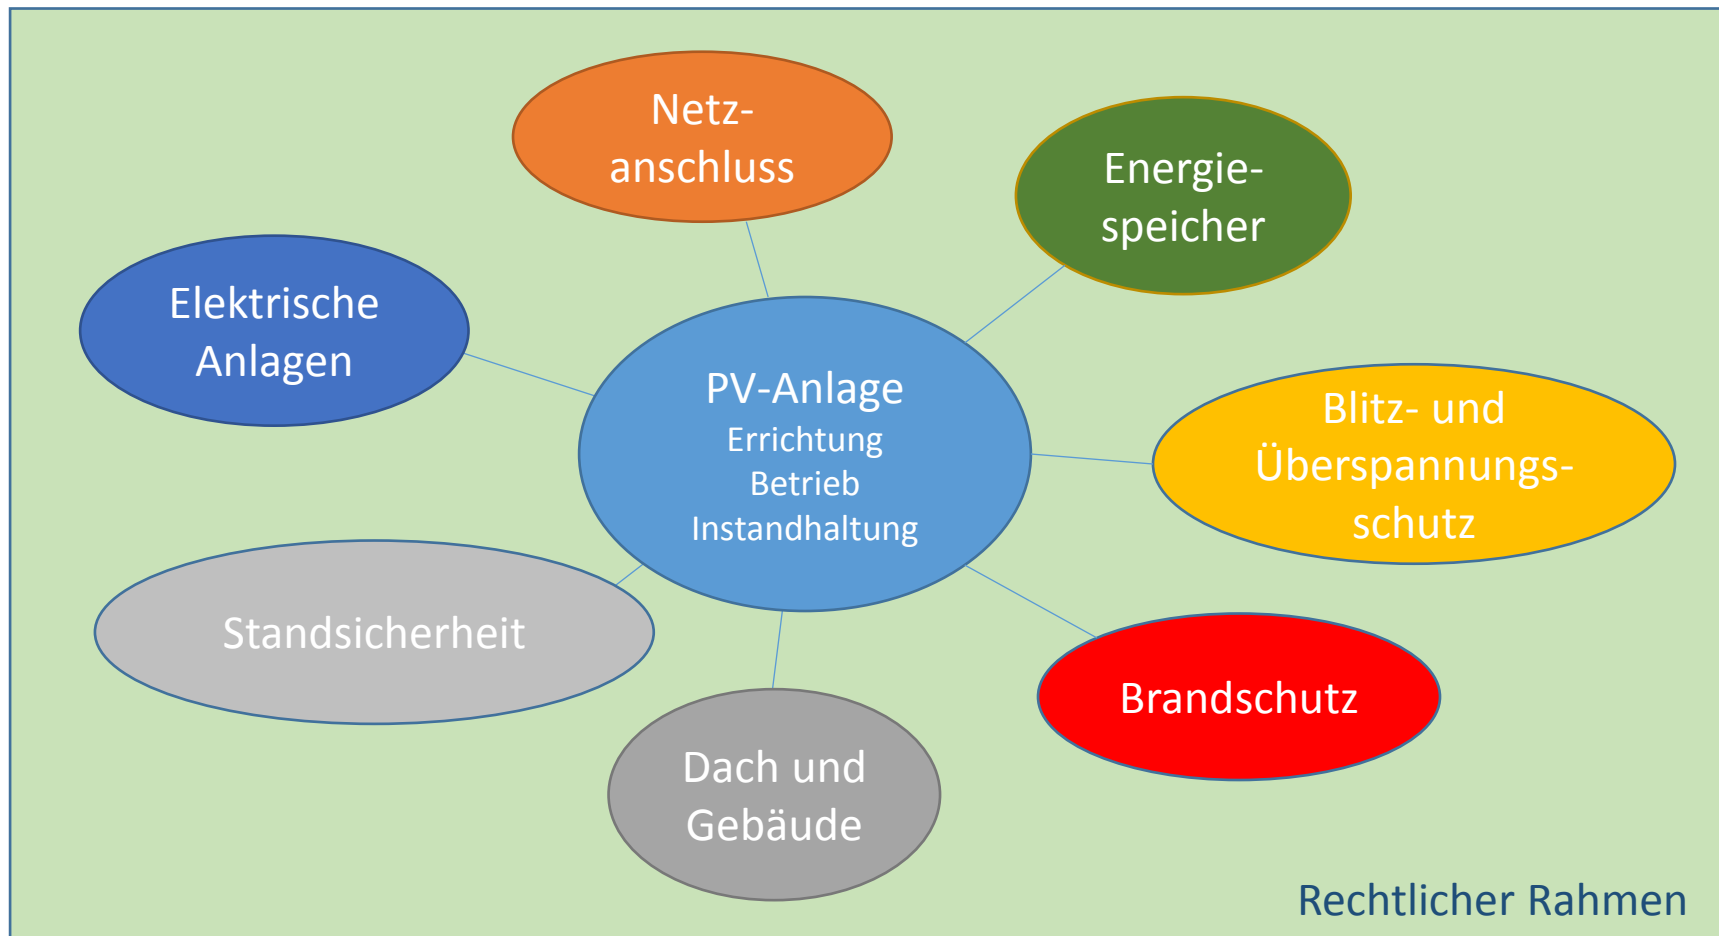 Netz-
anschluss
Energie-
speicher
Elektrische
Anlagen
PV-Anlage
Errichtung
Betrieb
Instandhaltung
Blitz- und
Überspannungs-
schutz
Standsicherheit
Brandschutz
Dach und
Gebäude
Rechtlicher Rahmen